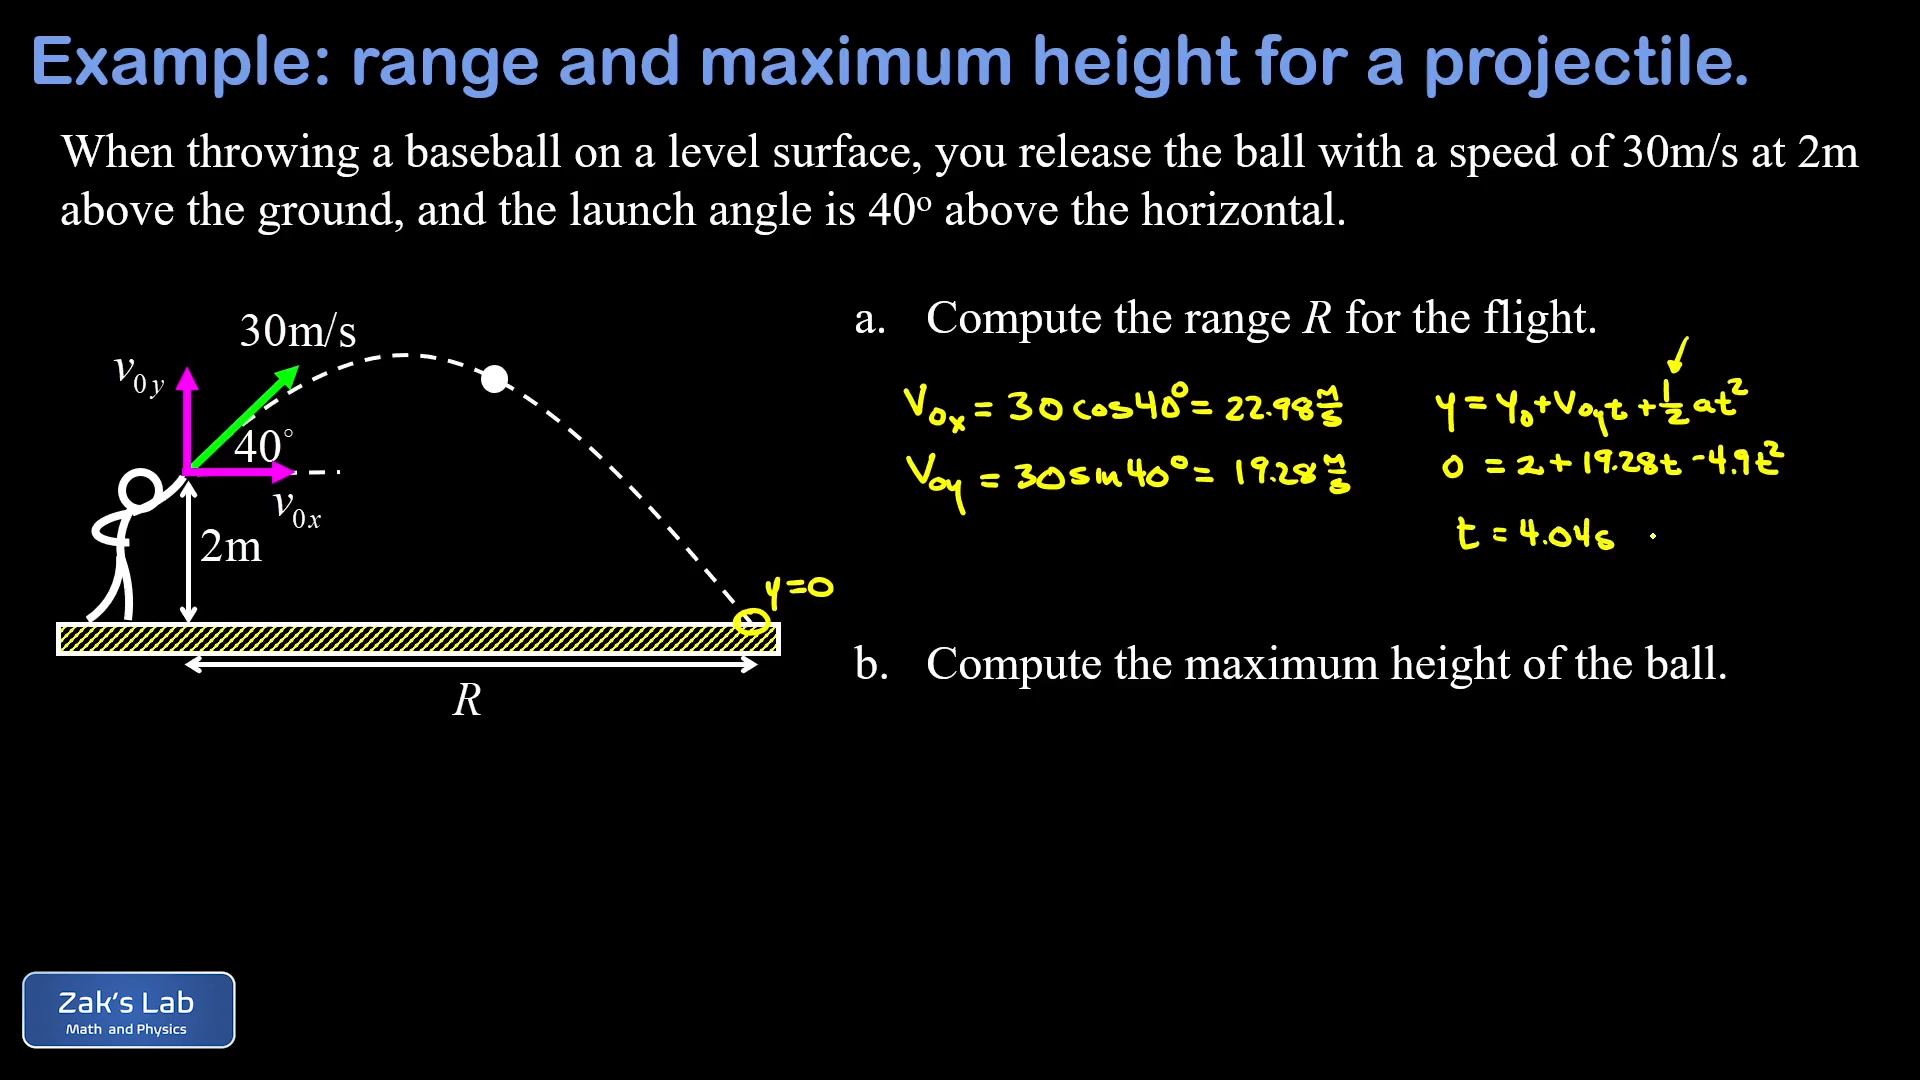 Example: range and maximum height for a projectile.
When throwing a baseball on a level surface, you release the ball with a speed of 30m/s at 2m
above the ground, and the launch angle is 40° above the horizontal.
30m/s
v0y
40°
v0x
2m
y=0
R
a. Compute the range R for the flight.
V0x = 30 cos40° = 22.98 m/s
V0y = 30 sin40° = 19.28 m/s
y = y0 + V0yt + 1/2 at²
0 = 2 + 19.28t - 4.9t²
t = 4.04s
b. Compute the maximum height of the ball.
Zak's Lab
Math and Physics